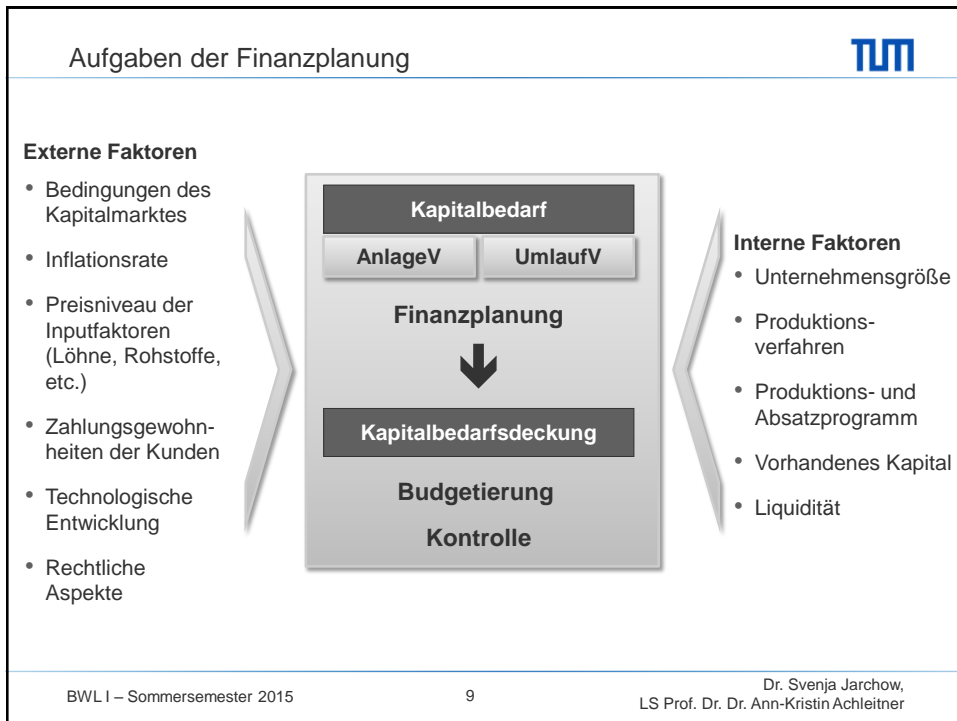 Aufgaben der Finanzplanung
TUM
Externe Faktoren
• Bedingungen des
Kapitalmarktes
• Inflationsrate
• Preisniveau der
Inputfaktoren
(Löhne, Rohstoffe,
etc.)
• Zahlungsgewohn-
heiten der Kunden
• Technologische
Entwicklung
• Rechtliche
Aspekte
Kapitalbedarf
AnlageV
UmlaufV
Finanzplanung
Kapitalbedarfsdeckung
Budgetierung
Kontrolle
Interne Faktoren
• Unternehmensgröße
• Produktions-
verfahren
• Produktions- und
Absatzprogramm
• Vorhandenes Kapital
• Liquidität
BWL I – Sommersemester 2015
9
Dr. Svenja Jarchow,
LS Prof. Dr. Dr. Ann-Kristin Achleitner